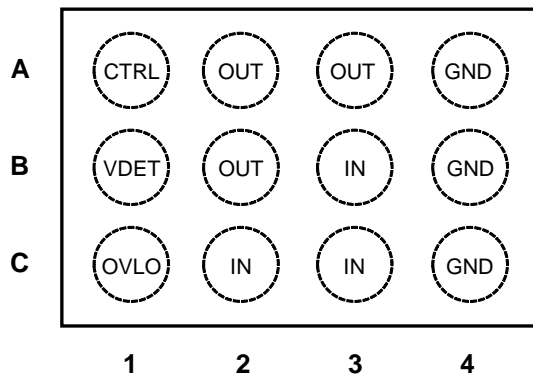 A CTRL OUT OUT GND
B VDET OUT IN GND
C OVLO IN IN GND
1 2 3 4